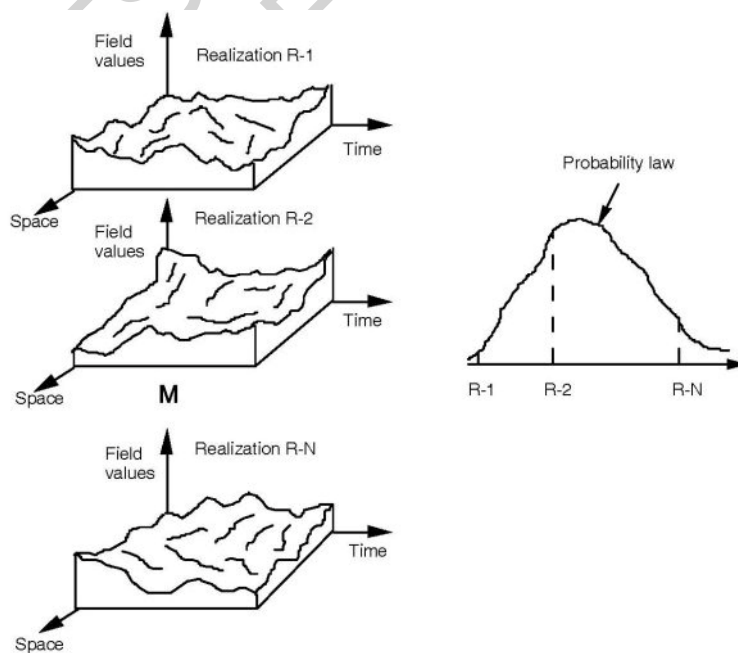 Field
values
Realization R-1
Time
Space
Field
values
Realization R-2
Time
Space
M
Field
values
Realization R-N
Time
Space
Probability law
R-1
R-2
R-N